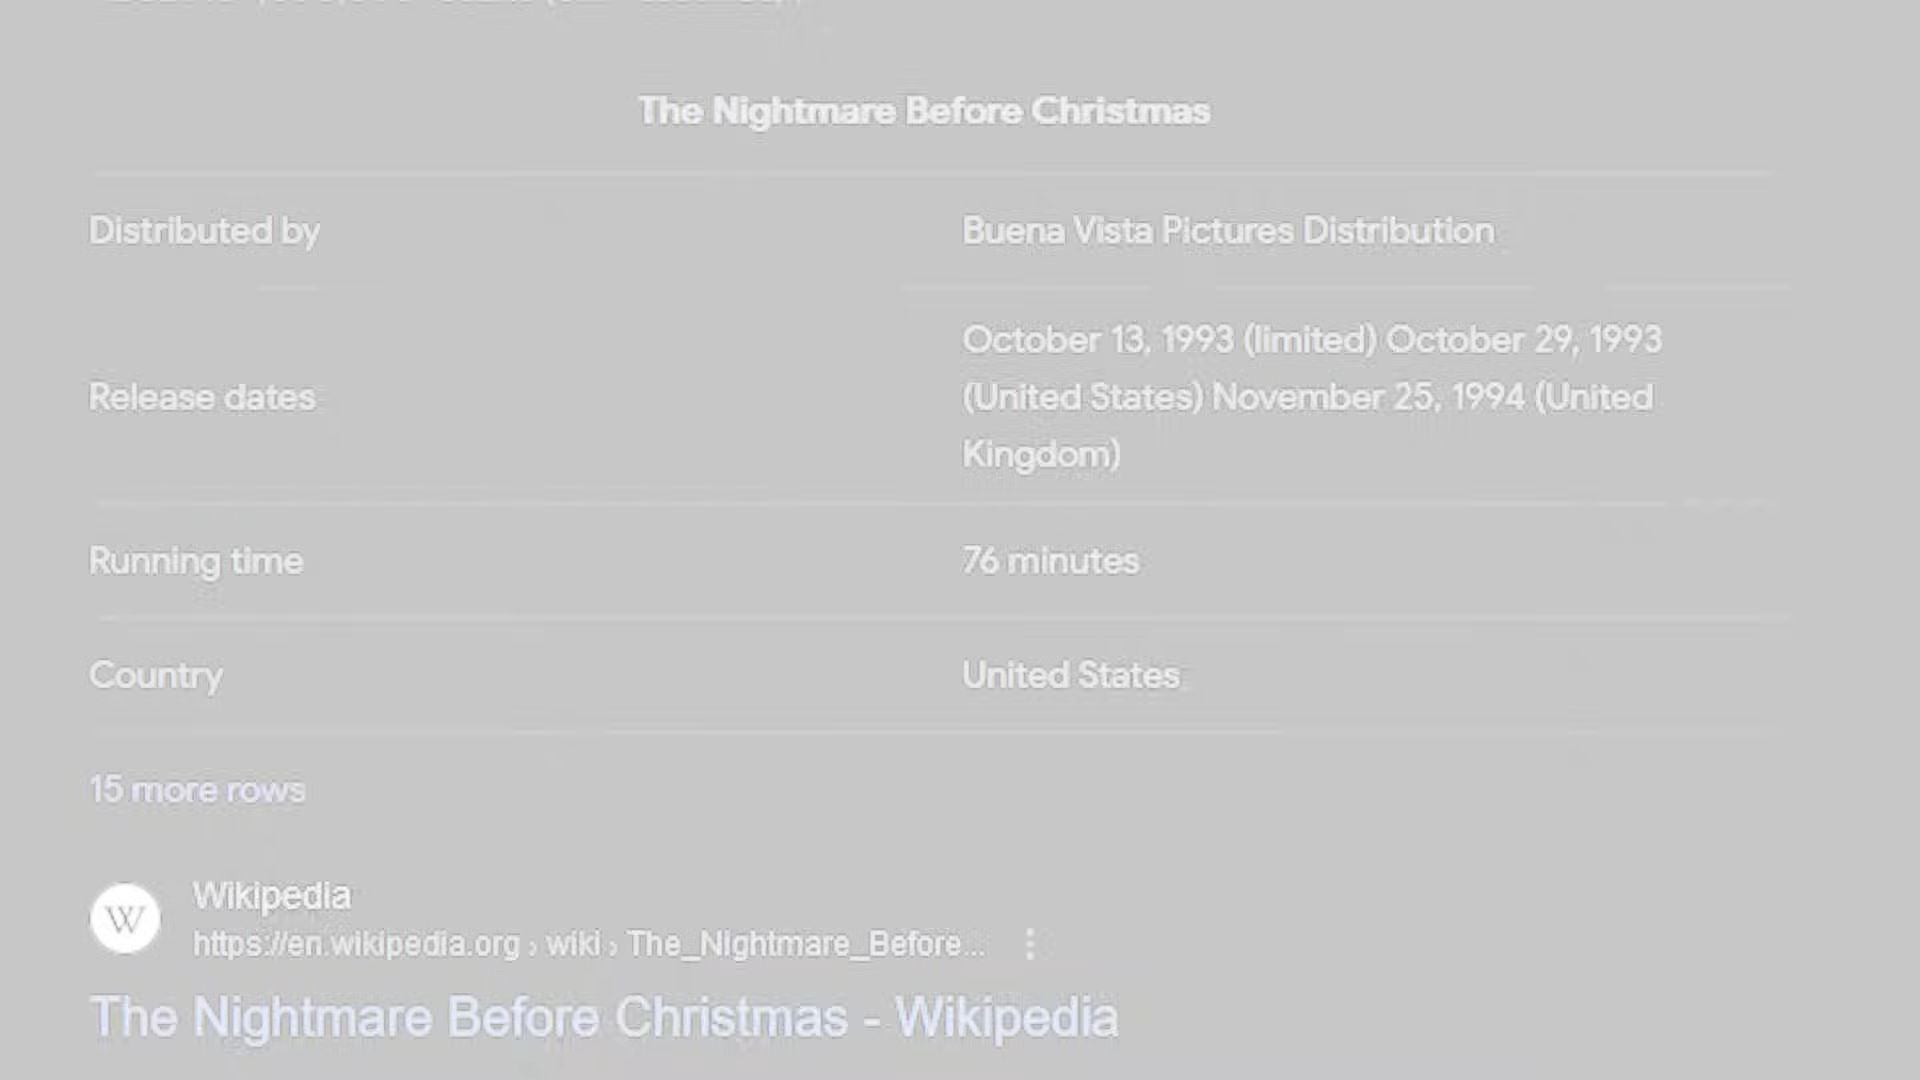 The Nightmare Before Christmas
Distributed by
Buena Vista Pictures Distribution
Release dates
October 13, 1993 (limited) October 29, 1993
(United States) November 25, 1994 (United
Kingdom)
Running time
76 minutes
Country
United States
15 more rows
W
Wikipedia
https://en.wikipedia.org › wiki › The_Nightmare_Before...
The Nightmare Before Christmas - Wikipedia